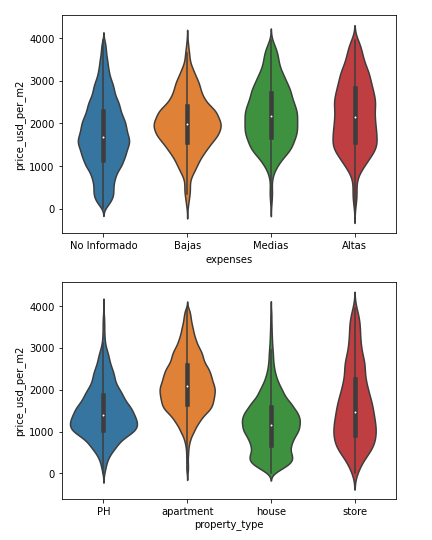 4000
3000
2000
1000
0
price_usd_per_m2
No Informado Bajas Medias Altas
expenses
4000
3000
2000
1000
0
price_usd_per_m2
PH apartment house store
property_type